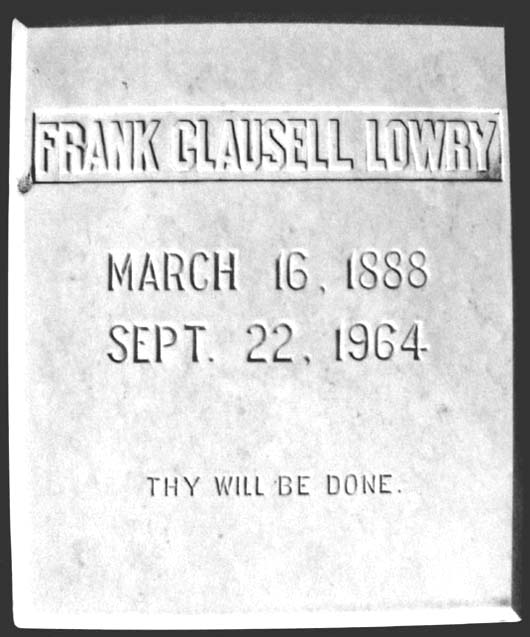 FRANK CLAUSELL LOWRY
MARCH 16, 1888
SEPT. 22, 1964
THY WILL BE DONE.